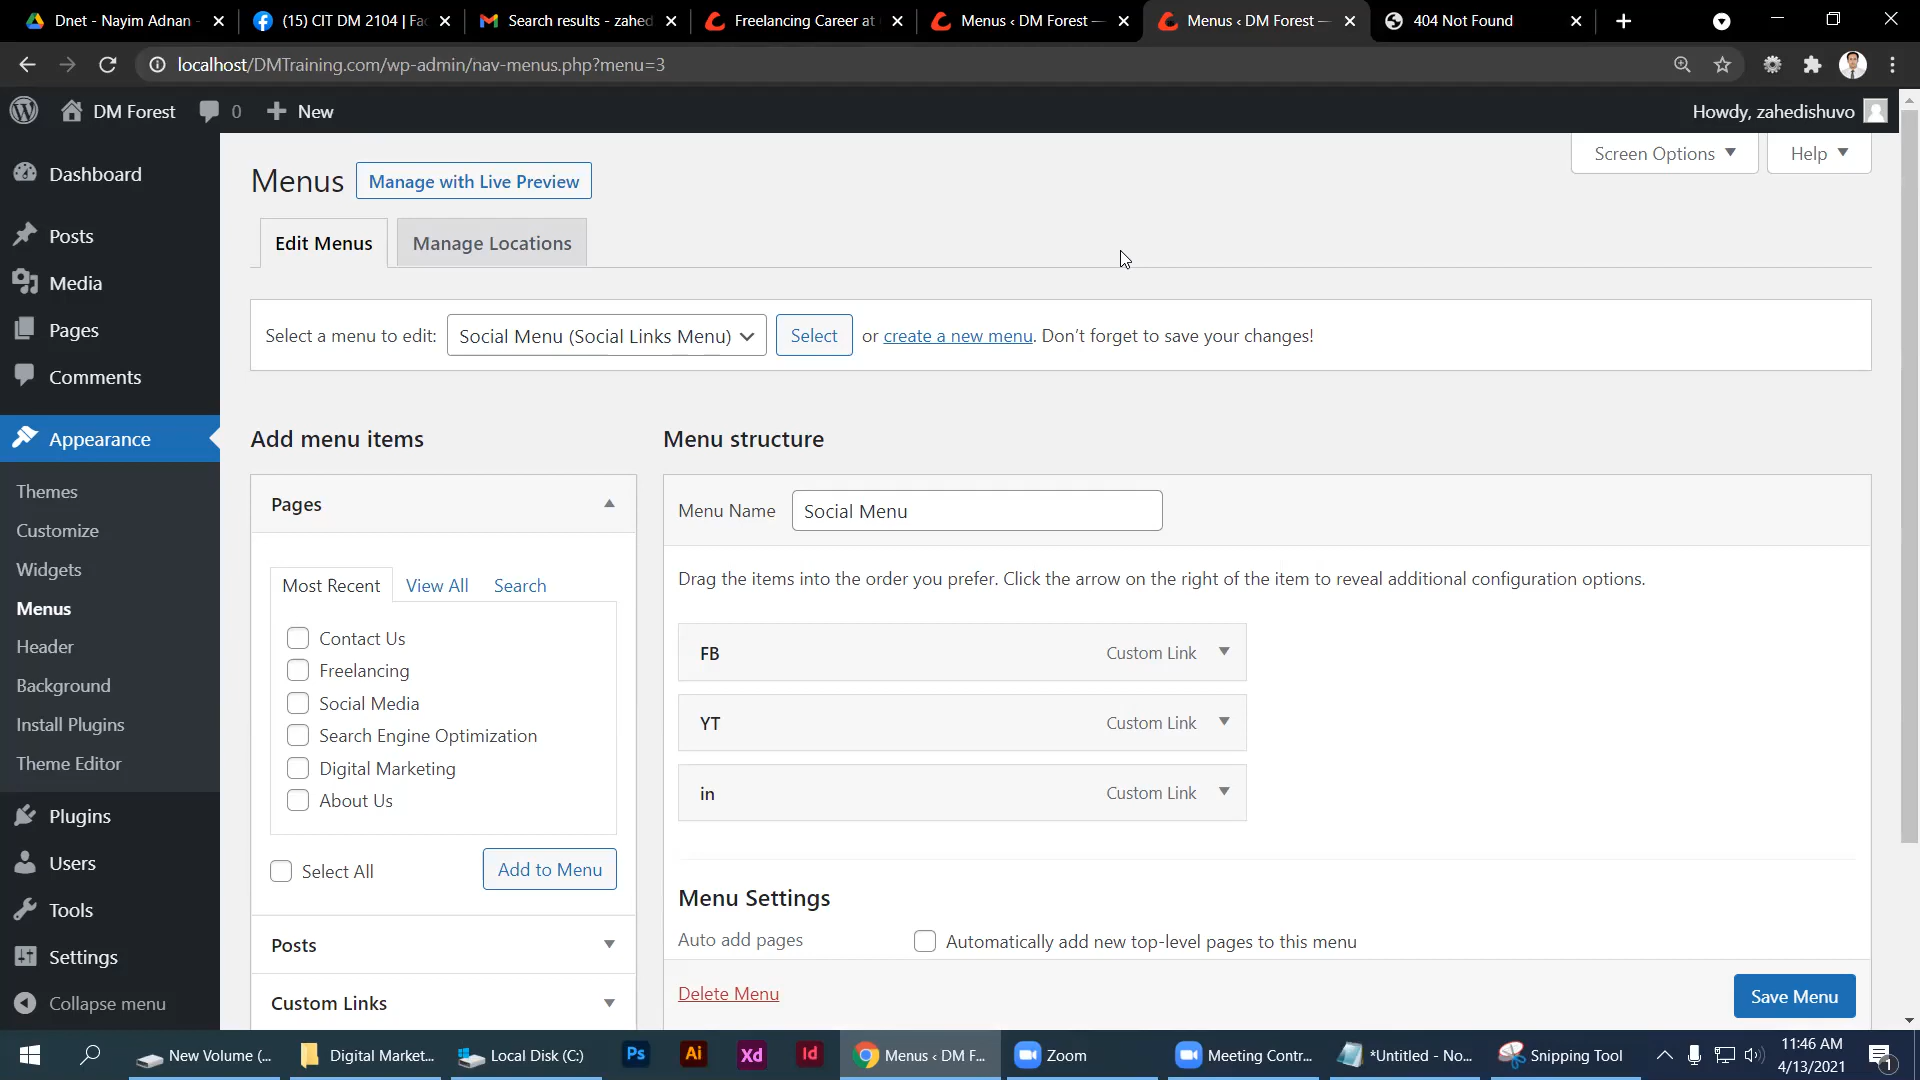 Dnet - Nayim Adnan -
(15) CIT DM 2104 | Fac
Search results - zahed
Freelancing Career at
Menus ‹ DM Forest —
Menus ‹ DM Forest —
404 Not Found
localhost/DMTraining.com/wp-admin/nav-menus.php?menu=3
DM Forest
0
New
Howdy, zahedishuvo
Dashboard
Posts
Media
Pages
Comments
Appearance
Themes
Customize
Widgets
Menus
Header
Background
Install Plugins
Theme Editor
Plugins
Users
Tools
Settings
Collapse menu
Screen Options
Help
Menus
Manage with Live Preview
Edit Menus
Manage Locations
Select a menu to edit: Social Menu (Social Links Menu) Select or create a new menu. Don’t forget to save your changes!
Add menu items
Pages
Most Recent View All Search
Contact Us
Freelancing
Social Media
Search Engine Optimization
Digital Marketing
About Us
Select All
Add to Menu
Posts
Custom Links
Menu structure
Menu Name Social Menu
Drag the items into the order you prefer. Click the arrow on the right of the item to reveal additional configuration options.
FB Custom Link
YT Custom Link
in Custom Link
Menu Settings
Auto add pages Automatically add new top-level pages to this menu
Delete Menu
Save Menu
New Volume (...
Digital Market...
Local Disk (C:)
Ps
Ai
Xd
Id
Menus ‹ DM F...
Zoom
Meeting Contr...
*Untitled - No...
Snipping Tool
11:46 AM
4/13/2021
1